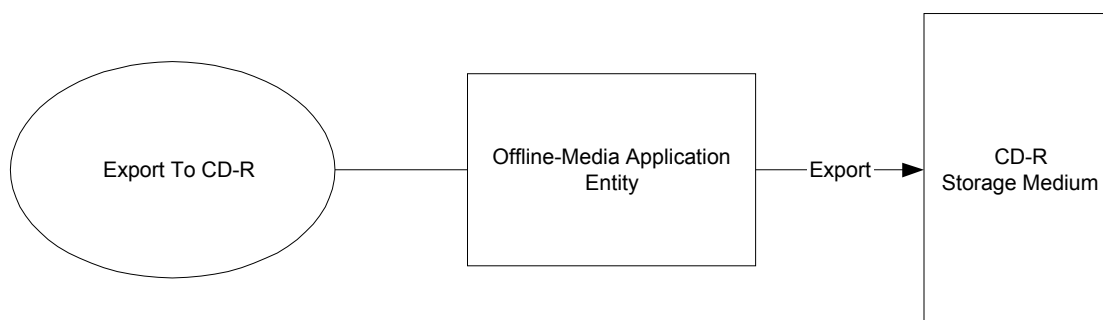 Export To CD-R
Offline-Media Application
Entity
Export
CD-R
Storage Medium